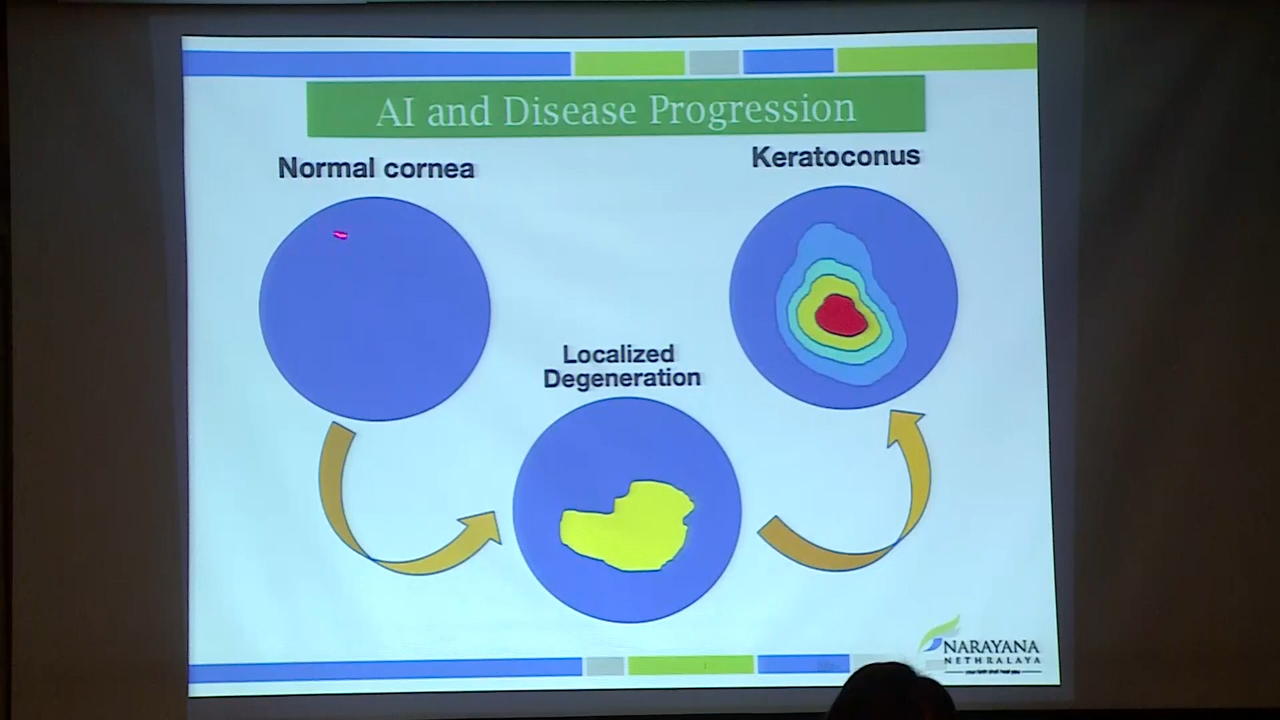 AI and Disease Progression
Normal cornea
Keratoconus
Localized
Degeneration
NARAYANA
NETHRALAYA